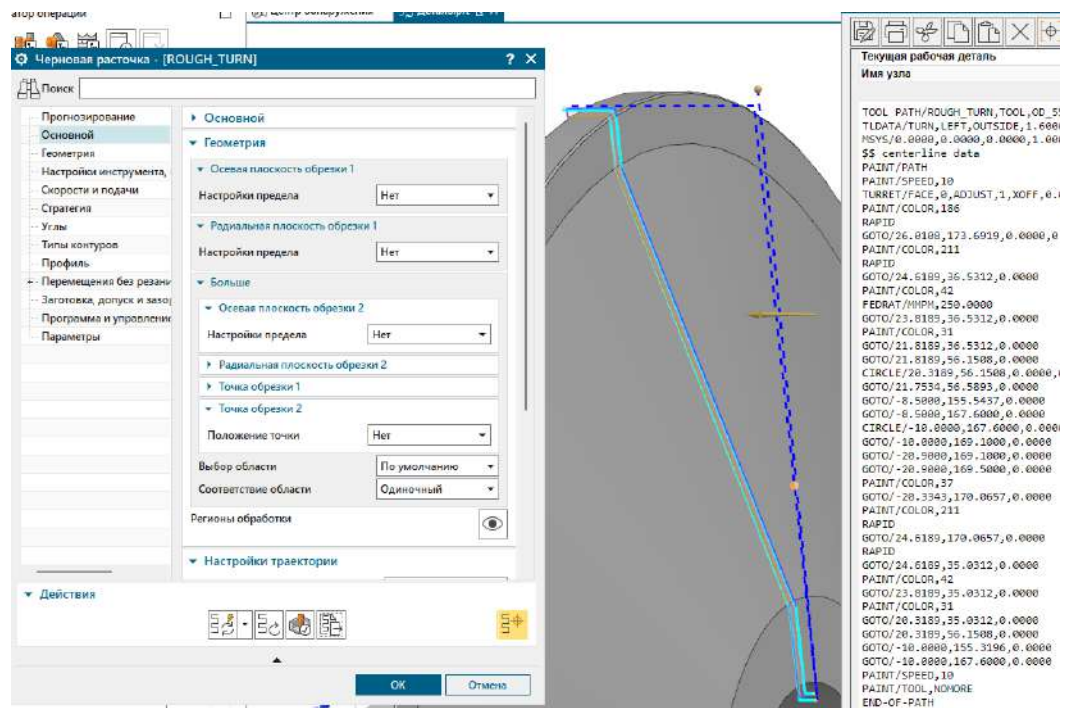 атор операции
Черновая расточка - [ROUGH_TURN]
? X
Поиск
Прогнозирование
Основной
Геометрия
Настройки инструмента,
Скорости и подачи
Стратегия
Углы
Типы контуров
Профиль
Перемещения без резани
Заготовка, допуск и зазор
Программа и управление
Параметры
Основной
Геометрия
Осевая плоскость обрезки 1
Настройки предела Нет
Радиальная плоскость обрезки 1
Настройки предела Нет
Больше
Осевая плоскость обрезки 2
Настройки предела Нет
Радиальная плоскость обрезки 2
Точка обрезки 1
Точка обрезки 2
Положение точки Нет
Выбор области По умолчанию
Соответствие области Одиночный
Регионы обработки
Настройки траектории
Действия
ОК Отмена
Текущая рабочая деталь
Имя узла
TOOL PATH/ROUGH_TURN,TOOL,OD_55
TLDATA/TURN,LEFT,OUTSIDE,1.6000
MSYS/0.0000,0.0000,0.0000,1.000
$$ centerline data
PAINT/PATH
PAINT/SPEED,10
TURRET/FACE,0,ADJUST,1,XOFF,0.0
PAINT/COLOR,186
RAPID
GOTO/26.0100,173.6919,0.0000,0
PAINT/COLOR,211
RAPID
GOTO/24.6189,36.5312,0.0000
PAINT/COLOR,42
FEDRAT/MMPM,250.0000
GOTO/23.8189,36.5312,0.0000
PAINT/COLOR,31
GOTO/21.8189,36.5312,0.0000
GOTO/21.8189,56.1508,0.0000
CIRCLE/20.3189,56.1508,0.0000,
GOTO/21.7534,56.5893,0.0000
GOTO/-8.5000,155.5437,0.0000
GOTO/-8.5000,167.6000,0.0000
CIRCLE/-10.0000,167.6000,0.0000
GOTO/-10.0000,169.1000,0.0000
GOTO/-20.9000,169.1000,0.0000
GOTO/-20.9000,169.5000,0.0000
PAINT/COLOR,37
GOTO/-20.3343,170.0657,0.0000
PAINT/COLOR,211
RAPID
GOTO/24.6189,170.0657,0.0000
RAPID
GOTO/24.6189,35.0312,0.0000
PAINT/COLOR,42
GOTO/23.8189,35.0312,0.0000
PAINT/COLOR,31
GOTO/20.3189,35.0312,0.0000
GOTO/20.3189,56.1508,0.0000
GOTO/-10.0000,155.3196,0.0000
GOTO/-10.0000,167.6000,0.0000
PAINT/SPEED,10
PAINT/TOOL,NOMORE
END-OF-PATH